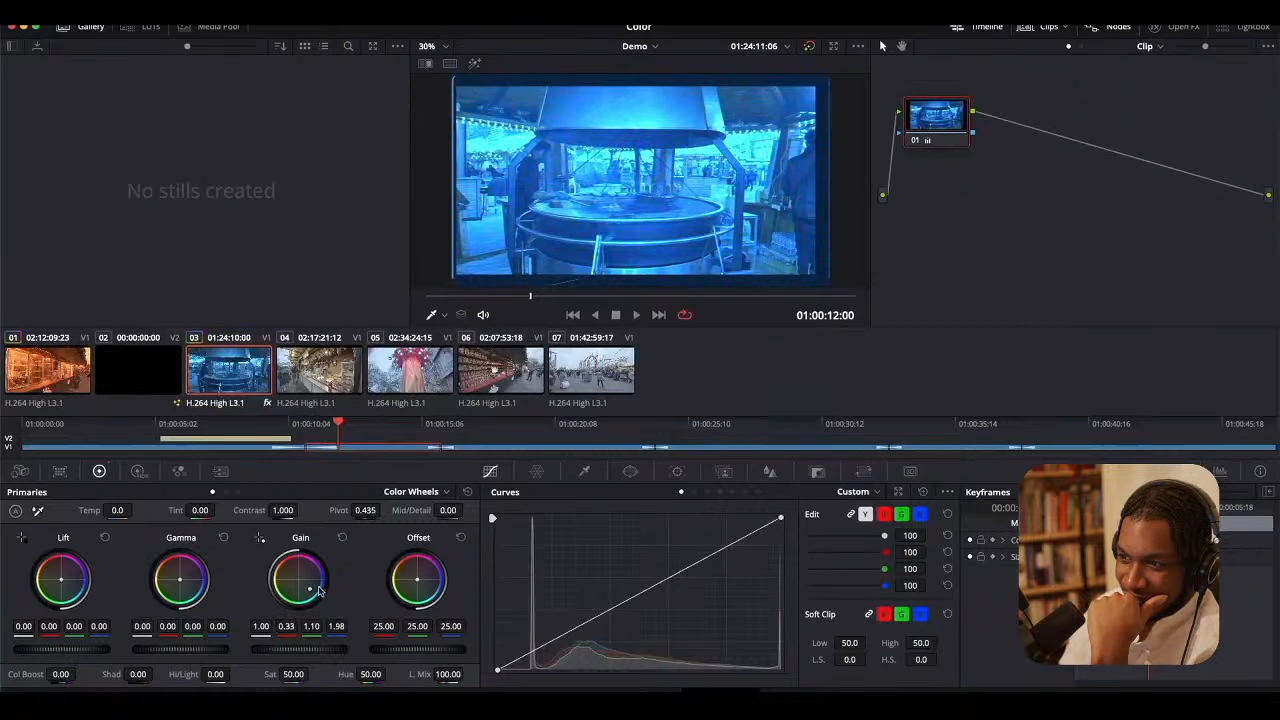 Gallery LUTs Media Pool Color Timeline Clips Nodes Open FX Lightbox
30% Demo 01:24:11:06 Clip
No stills created
01
01:00:12:00
01 02:12:09:23 V1 02 00:00:00:00 V2 03 01:24:10:00 V1 04 02:17:21:12 V1 05 02:34:24:15 V1 06 02:07:53:18 V1 07 01:42:59:17 V1
H.264 High L3.1 H.264 High L3.1 fx H.264 High L3.1 H.264 High L3.1 H.264 High L3.1 H.264 High L3.1
01:00:00:00 01:00:05:02 01:00:10:04 01:00:15:06 01:00:20:08 01:00:25:10 01:00:30:12 01:00:35:14 01:00:40:16 01:00:45:18
V2
V1
Primaries Color Wheels Curves Custom Keyframes
Temp 0.0 Tint 0.00 Contrast 1.000 Pivot 0.435 Mid/Detail 0.00
Edit Y
Lift Gamma Gain Offset
100
100
100
100
0.00 0.00 0.00 0.00 0.00 0.00 0.00 0.00 1.00 0.33 1.10 1.98 25.00 25.00 25.00
Soft Clip
Low 50.0 High 50.0
L.S. 0.0 H.S. 0.0
Col Boost 0.00 Shad 0.00 Hi/Light 0.00 Sat 50.00 Hue 50.00 L. Mix 100.00
00:00: 05:18